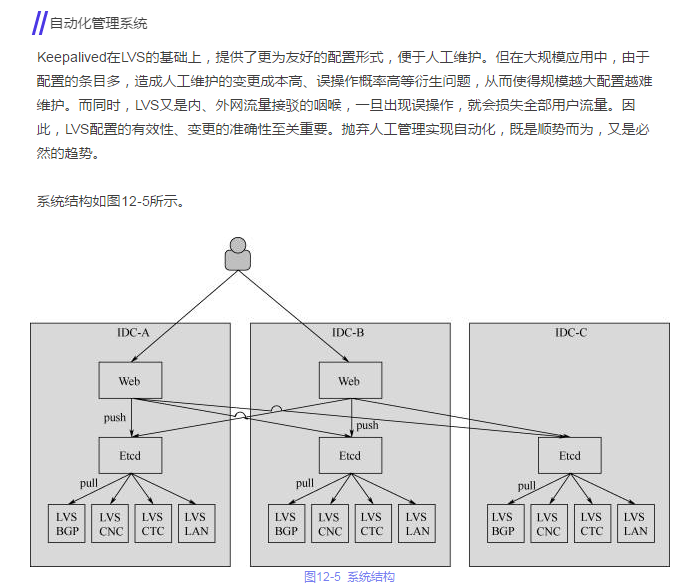 自动化管理系统
Keepalived在LVS的基础上，提供了更为友好的配置形式，便于人工维护。但在大规模应用中，由于
配置的条目多，造成人工维护的变更成本高、误操作概率高等衍生问题，从而使得规模越大配置越难
维护。而同时，LVS又是内、外网流量接驳的咽喉，一旦出现误操作，就会损失全部用户流量。因
此，LVS配置的有效性、变更的准确性至关重要。抛弃人工管理实现自动化，既是顺势而为，又是必
然的趋势。
系统结构如图12-5所示。
IDC-A
IDC-B
IDC-C
Web
Web
push
push
Etcd
Etcd
Etcd
pull
pull
pull
LVS
BGP
LVS
CNC
LVS
CTC
LVS
LAN
LVS
BGP
LVS
CNC
LVS
CTC
LVS
LAN
LVS
BGP
LVS
CNC
LVS
CTC
LVS
LAN
图12-5 系统结构